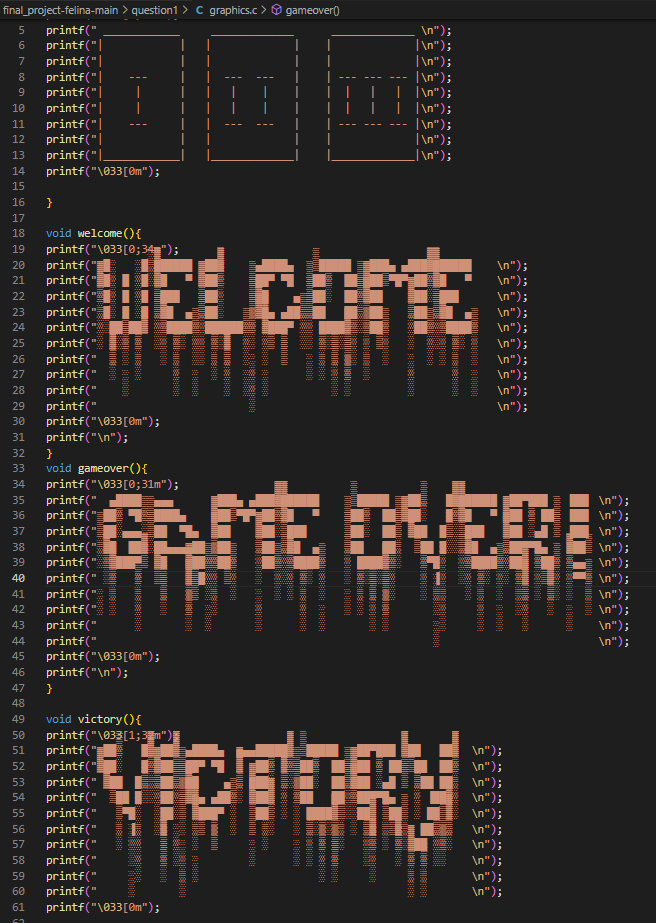 final_project-felina-main > question1 > C graphics.c > gameover()
5 printf(" ____________   _____________      _____________ \n");
6 printf("|            |   |             |    |             |\n");
7 printf("|            |   |             |    |             |\n");
8 printf("|    ---     |   |  ---  ---   |    | --- --- --- |\n");
9 printf("|     |      |   |   |    |    |    |  |   |   |  |\n");
10 printf("|     |      |   |   |    |    |    |  |   |   |  |\n");
11 printf("|    ---     |   |  ---  ---   |    | --- --- --- |\n");
12 printf("|            |   |             |    |             |\n");
13 printf("|____________|   |_____________|    |_____________|\n");
14 printf("\033[0m");
15
16 }
17
18 void welcome(){
19 printf("\033[0;34m");
20 printf(" \n");
21 printf(" \n");
22 printf(" \n");
23 printf(" \n");
24 printf(" \n");
25 printf(" \n");
26 printf(" \n");
27 printf(" \n");
28 printf(" \n");
29 printf(" \n");
30 printf("\033[0m");
31 printf("\n");
32 }
33 void gameover(){
34 printf("\033[0;31m");
35 printf(" \n");
36 printf(" \n");
37 printf(" \n");
38 printf(" \n");
39 printf(" \n");
40 printf(" \n");
41 printf(" \n");
42 printf(" \n");
43 printf(" \n");
44 printf(" \n");
45 printf("\033[0m");
46 printf("\n");
47 }
48
49 void victory(){
50 printf("\033[1;32m");
51 printf(" \n");
52 printf(" \n");
53 printf(" \n");
54 printf(" \n");
55 printf(" \n");
56 printf(" \n");
57 printf(" \n");
58 printf(" \n");
59 printf(" \n");
60 printf(" \n");
61 printf("\033[0m");